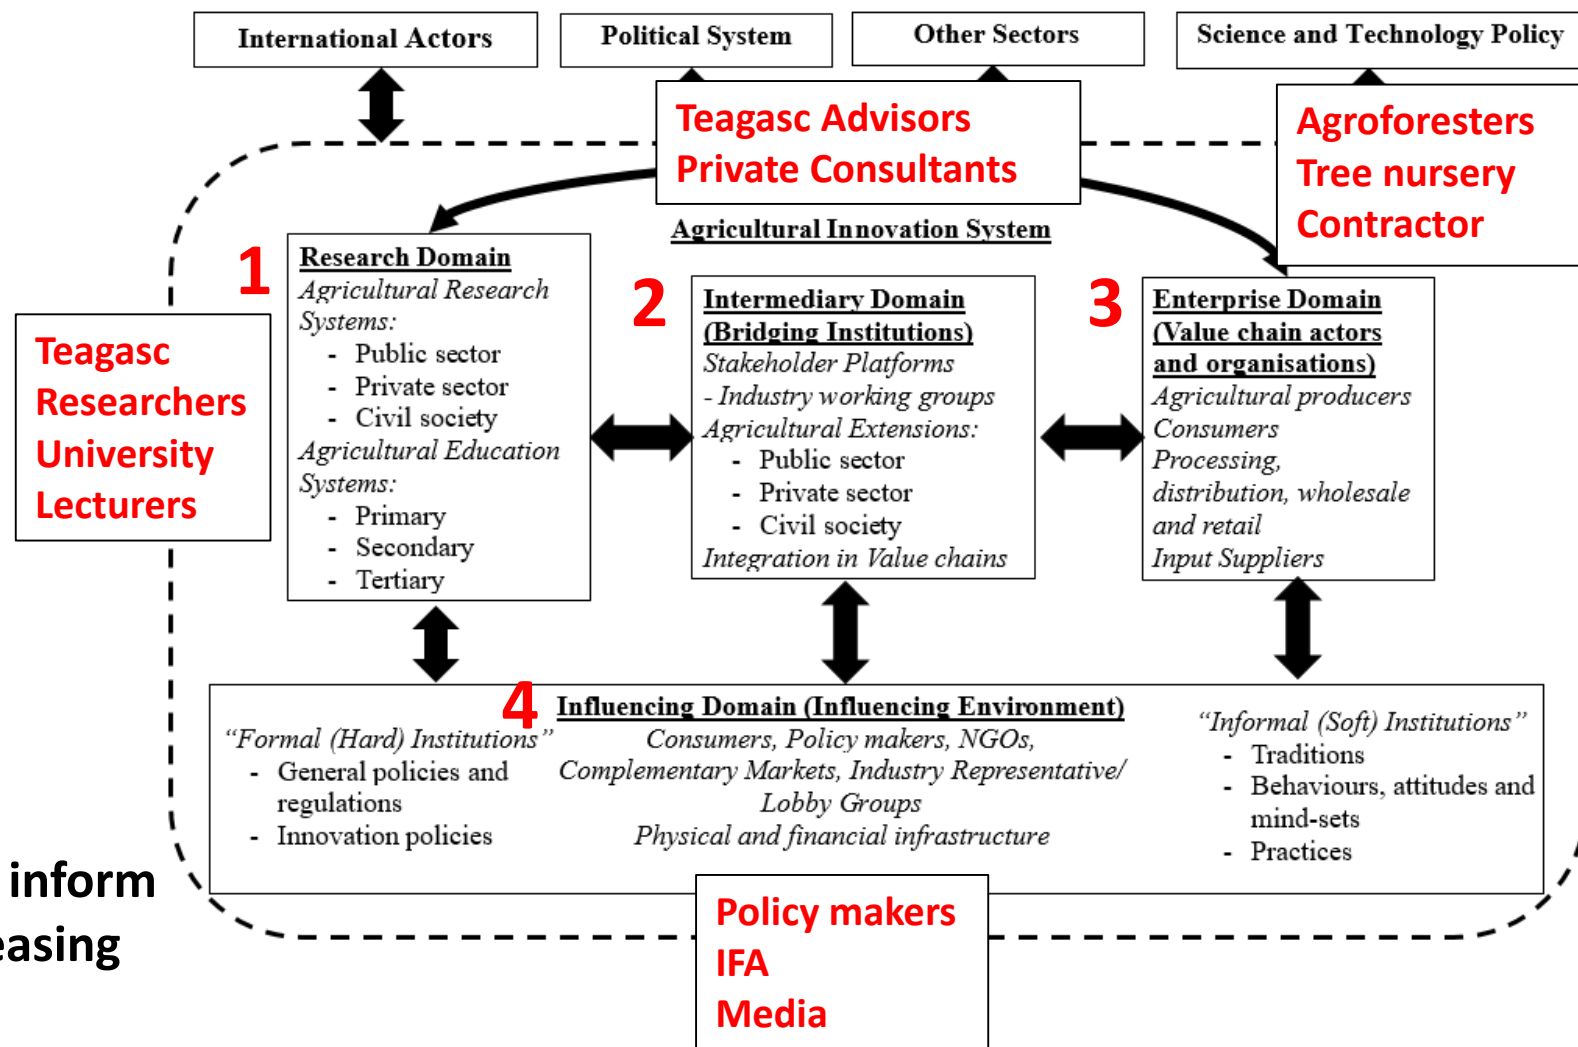 International Actors
Political System
Other Sectors
Science and Technology Policy
Teagasc Advisors
Private Consultants
Agroforesters
Tree nursery
Contractor
Agricultural Innovation System
1
Research Domain
Agricultural Research
Systems:
- Public sector
- Private sector
- Civil society
Agricultural Education
Systems:
- Primary
- Secondary
- Tertiary
Teagasc
Researchers
University
Lecturers
2
Intermediary Domain
(Bridging Institutions)
Stakeholder Platforms
- Industry working groups
Agricultural Extensions:
- Public sector
- Private sector
- Civil society
Integration in Value chains
3
Enterprise Domain
(Value chain actors
and organisations)
Agricultural producers
Consumers
Processing,
distribution, wholesale
and retail
Input Suppliers
4
Influencing Domain (Influencing Environment)
"Formal (Hard) Institutions"
- General policies and
regulations
- Innovation policies
Consumers, Policy makers, NGOs,
Complementary Markets, Industry Representative/
Lobby Groups
Physical and financial infrastructure
"Informal (Soft) Institutions"
- Traditions
- Behaviours, attitudes and
mind-sets
- Practices
inform
easing
Policy makers
IFA
Media